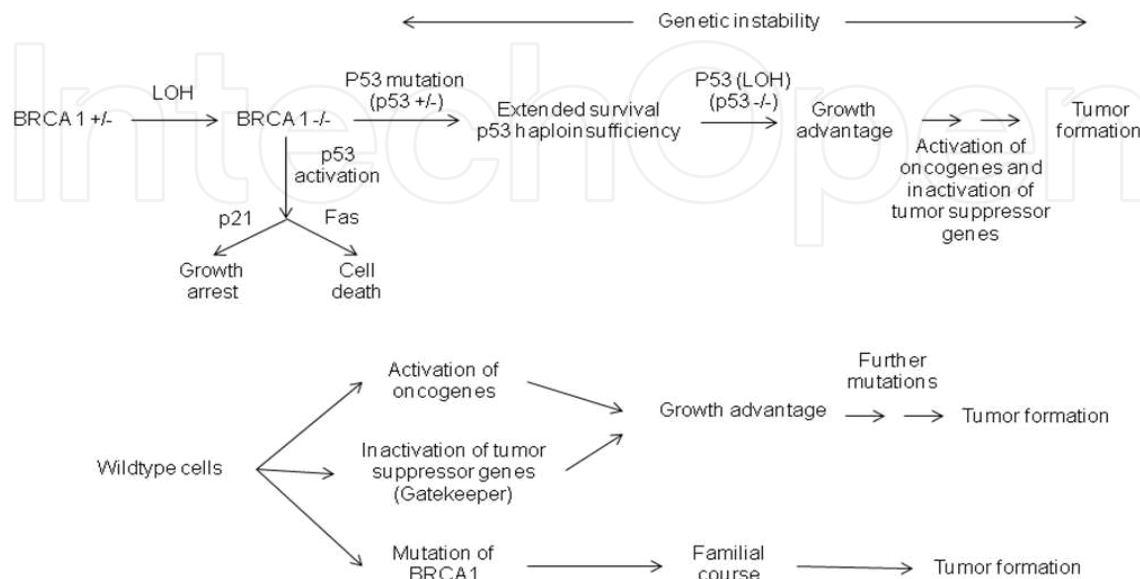 Genetic instability
LOH
P53 mutation
(p53 +/-)
P53 (LOH)
(p53 -/-)
BRCA 1 +/-
BRCA 1 -/-
Extended survival
p53 haploin sufficiency
Growth
advantage
Tumor
formation
Activation of
oncogenes and
inactivation of
tumor suppressor
genes
p53
activation
p21
Fas
Growth
arrest
Cell
death
Activation of
oncogenes
Further
mutations
Growth advantage
Tumor formation
Wildtype cells
Inactivation of tumor
suppressor genes
(Gatekeeper)
Mutation of
BRCA1
Familial
course
Tumor formation
IntechOpen